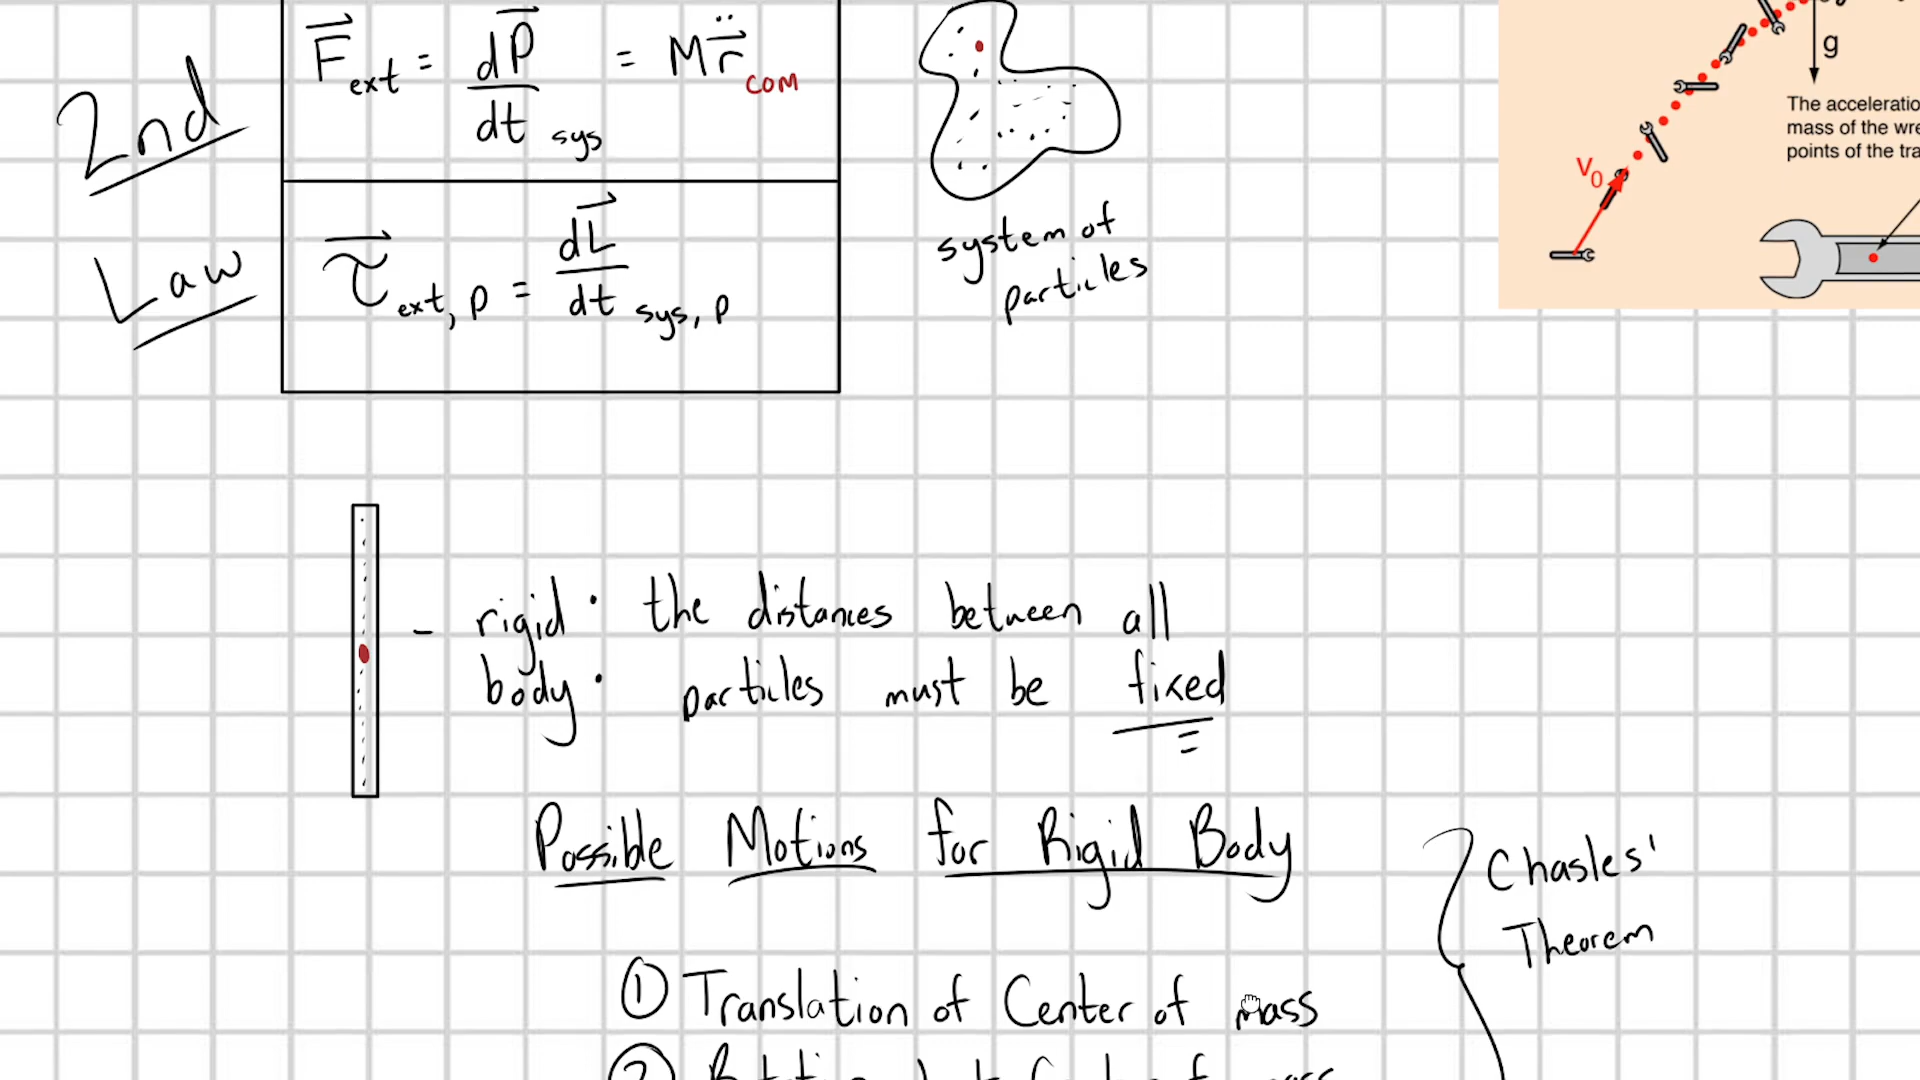 2nd
Law
F⃗ ext = dP⃗/dt sys = M r̈⃗ com
τ⃗ ext, p = dL⃗/dt sys, p
system of
particles
g
The acceleratio
mass of the wre
points of the tra
V0
- rigid: the distances between all
body: particles must be fixed
Possible Motions for Rigid Body
Chasles'
Theorem
① Translation of Center of mass
②